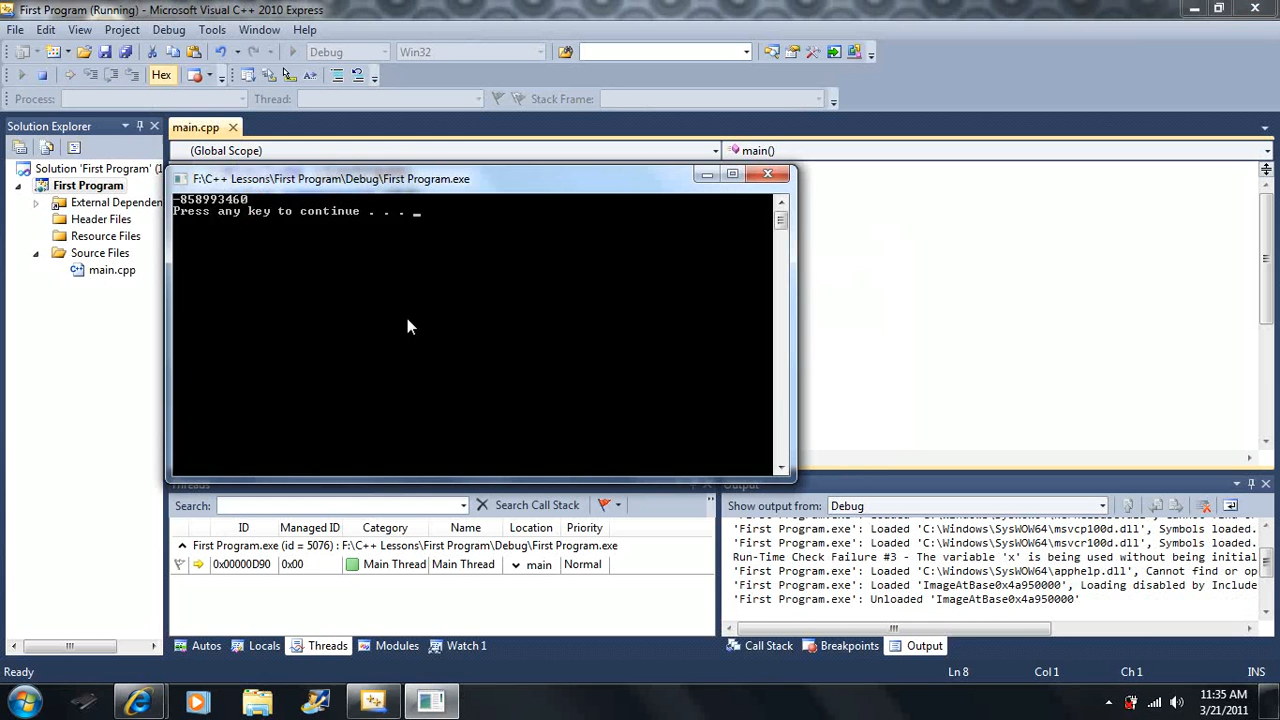 First Program (Running) - Microsoft Visual C++ 2010 Express
File Edit View Project Debug Tools Window Help
Debug Win32
Hex
Process: Thread: Stack Frame:
Solution Explorer
main.cpp
(Global Scope) main()
Solution 'First Program' (1
First Program
External Depender
Header Files
Resource Files
Source Files
main.cpp
F:\C++ Lessons\First Program\Debug\First Program.exe
-858993460
Press any key to continue . . . _
Threads
Output
Search: Search Call Stack
Show output from: Debug
ID Managed ID Category Name Location Priority
First Program.exe (id = 5076) : F:\C++ Lessons\First Program\Debug\First Program.exe
0x00000D90 0x00 Main Thread Main Thread main Normal
'First Program.exe': Loaded 'C:\Windows\SysWOW64\msvcp100d.dll', Symbols loaded.
'First Program.exe': Loaded 'C:\Windows\SysWOW64\msvcr100d.dll', Symbols loaded.
Run-Time Check Failure #3 - The variable 'x' is being used without being initial
'First Program.exe': Loaded 'C:\Windows\SysWOW64\apphelp.dll', Cannot find or op
'First Program.exe': Loaded 'ImageAtBase0x4a950000', Loading disabled by Include
'First Program.exe': Unloaded 'ImageAtBase0x4a950000'
Autos Locals Threads Modules Watch 1
Call Stack Breakpoints Output
Ready Ln 8 Col 1 Ch 1 INS
11:35 AM
3/21/2011